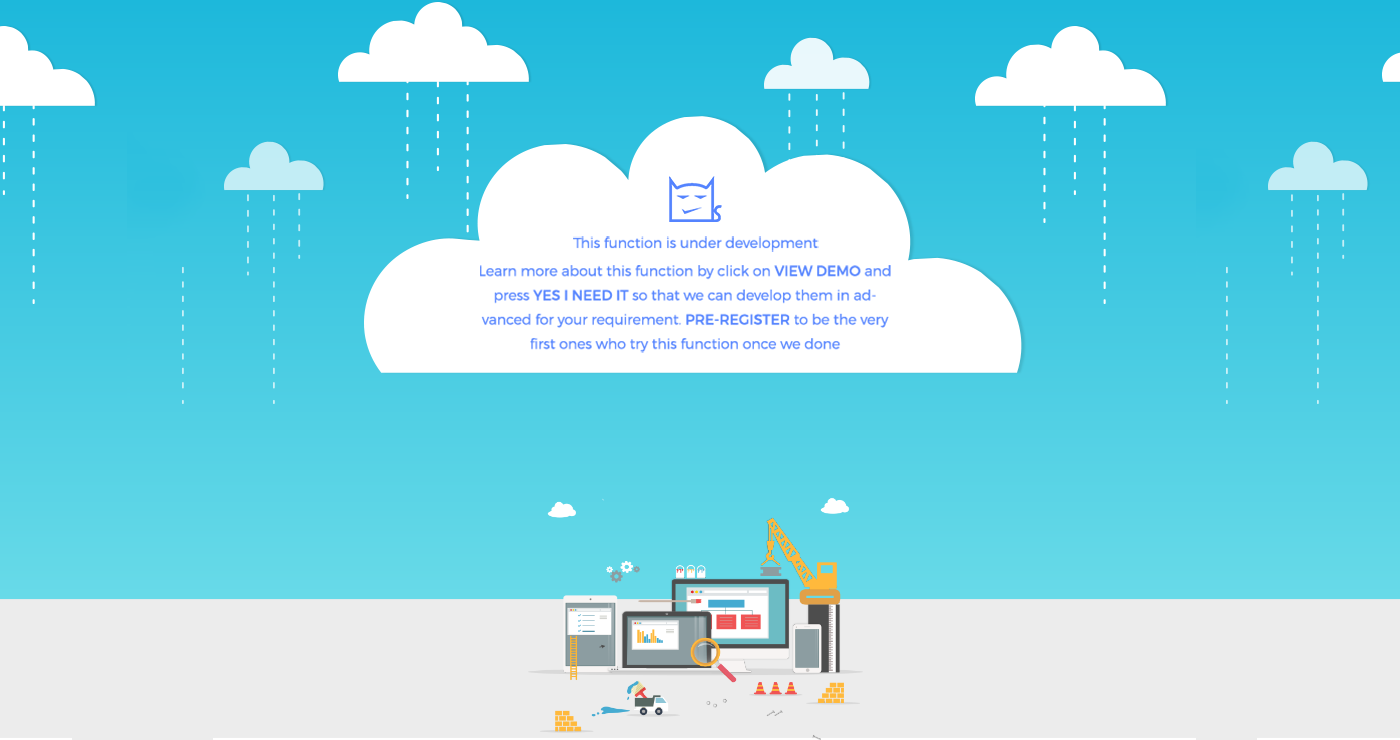 This function is under development
Learn more about this function by click on VIEW DEMO and
press YES I NEED IT so that we can develop them in ad-
vanced for your requirement. PRE-REGISTER to be the very
first ones who try this function once we done